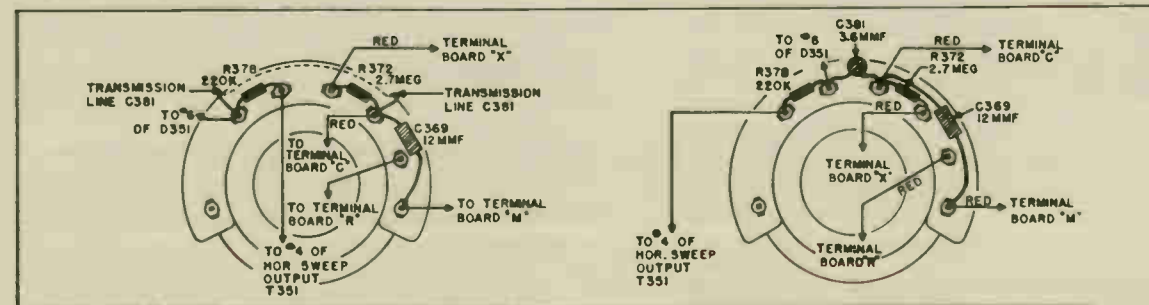 RED
TERMINAL
BOARD "X"
R378
220K
R372
2.7MEG
TRANSMISSION
LINE C381
TRANSMISSION
LINE C381
TO #6
OF D351
RED
C369
12MMF
TO
TERMINAL
BOARD "C"
TO TERMINAL
BOARD "R"
TO TERMINAL
BOARD "M"
TO #4 OF
HOR. SWEEP
OUTPUT
T351
C381
3.6MMF
TO #6
OF D351
RED
TERMINAL
BOARD "C"
R378
220K
R372
2.7MEG
RED
C369
12MMF
TERMINAL
BOARD "X"
RED
RED
TERMINAL
BOARD "M"
TO #4 OF
HOR. SWEEP
OUTPUT
T351
TERMINAL
BOARD "R"